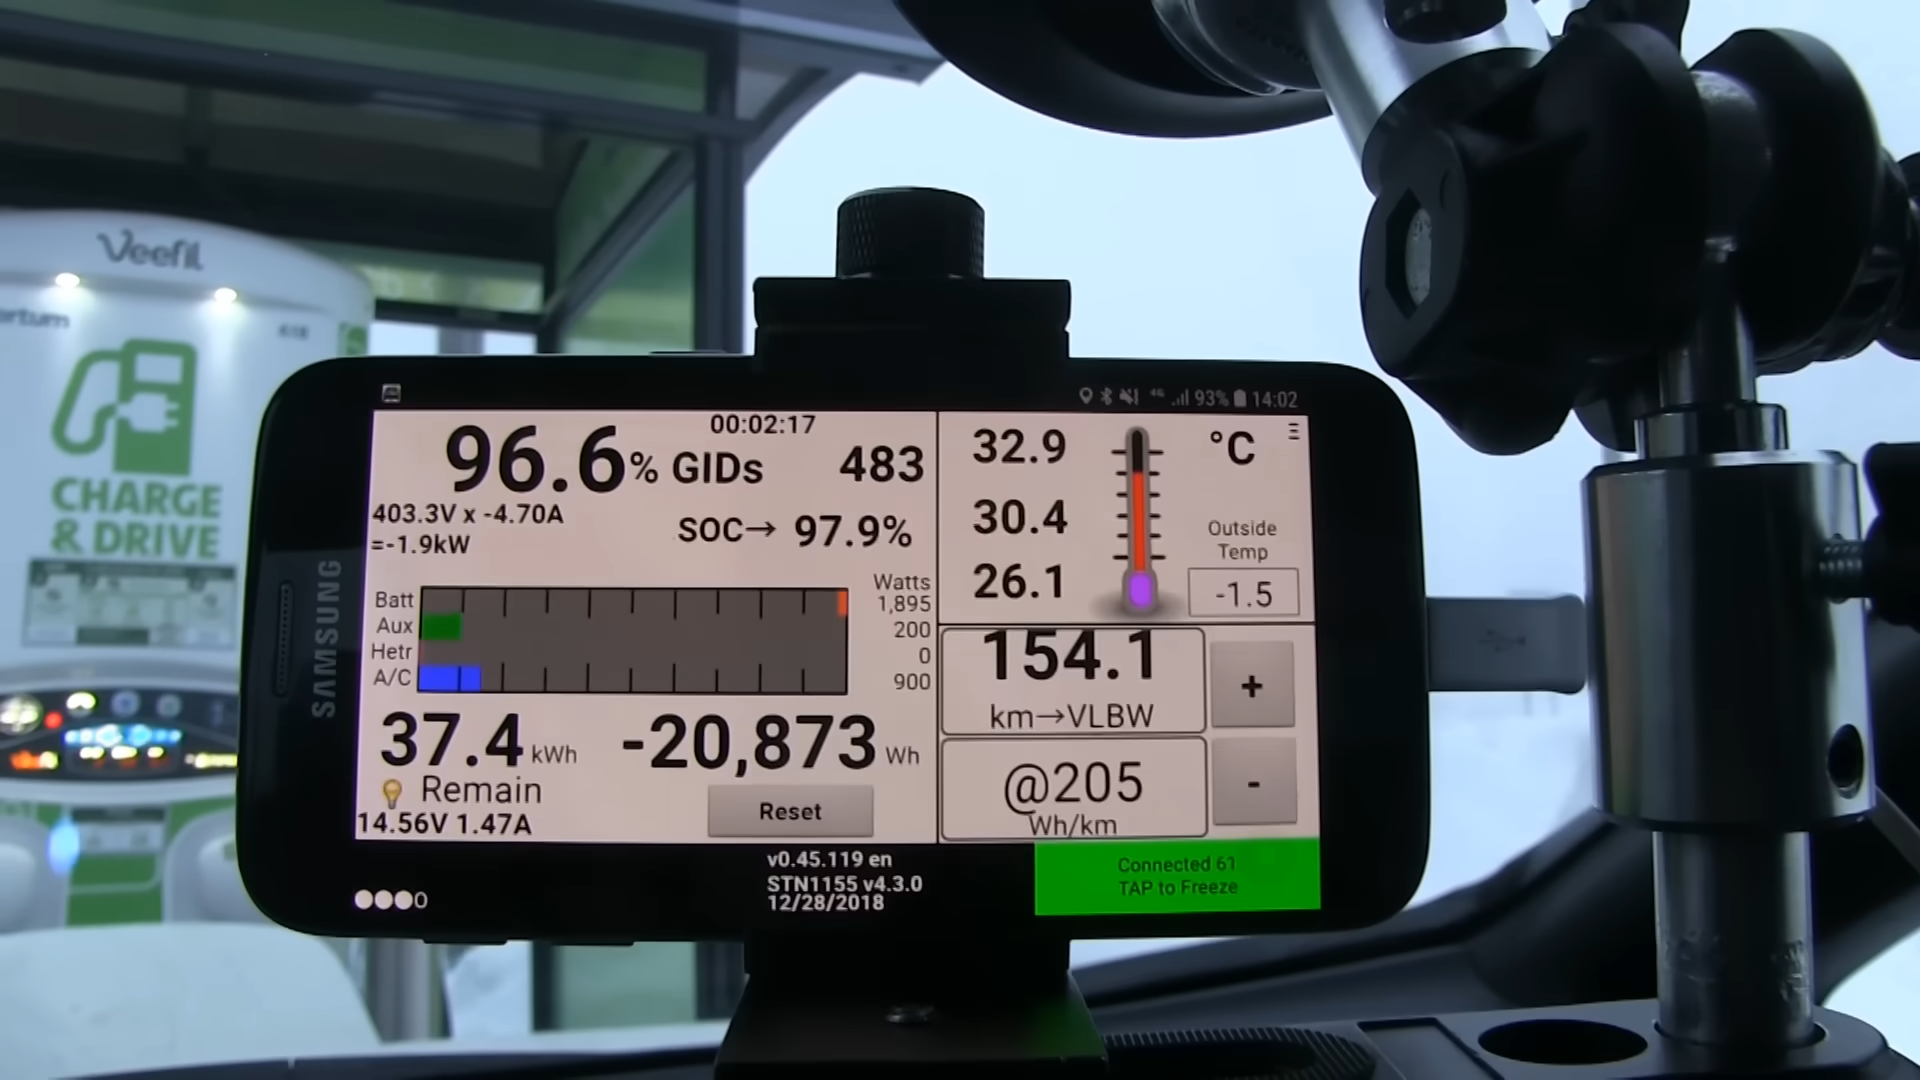 Veefil
ortum
618
CHARGE
& DRIVE
SAMSUNG
4G 93% 14:02
00:02:17
96.6% GIDs 483
403.3V x -4.70A
=-1.9kW
SOC→ 97.9%
Watts
Batt 1,895
Aux 200
Hetr 0
A/C 900
37.4 kWh -20,873 Wh
Remain
14.56V 1.47A
Reset
32.9 °C
30.4
26.1
Outside
Temp
-1.5
154.1
km→VLBW
+
@205
Wh/km
-
v0.45.119 en
STN1155 v4.3.0
12/28/2018
Connected 61
TAP to Freeze